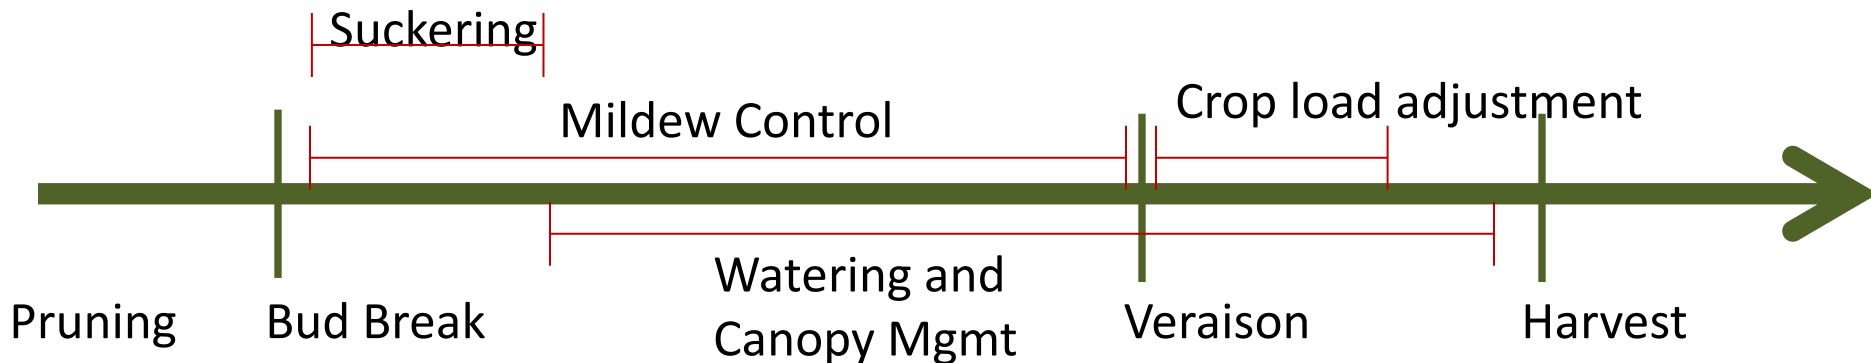 Suckering
Mildew Control
Crop load adjustment
Pruning
Bud Break
Watering and
Canopy Mgmt
Veraison
Harvest